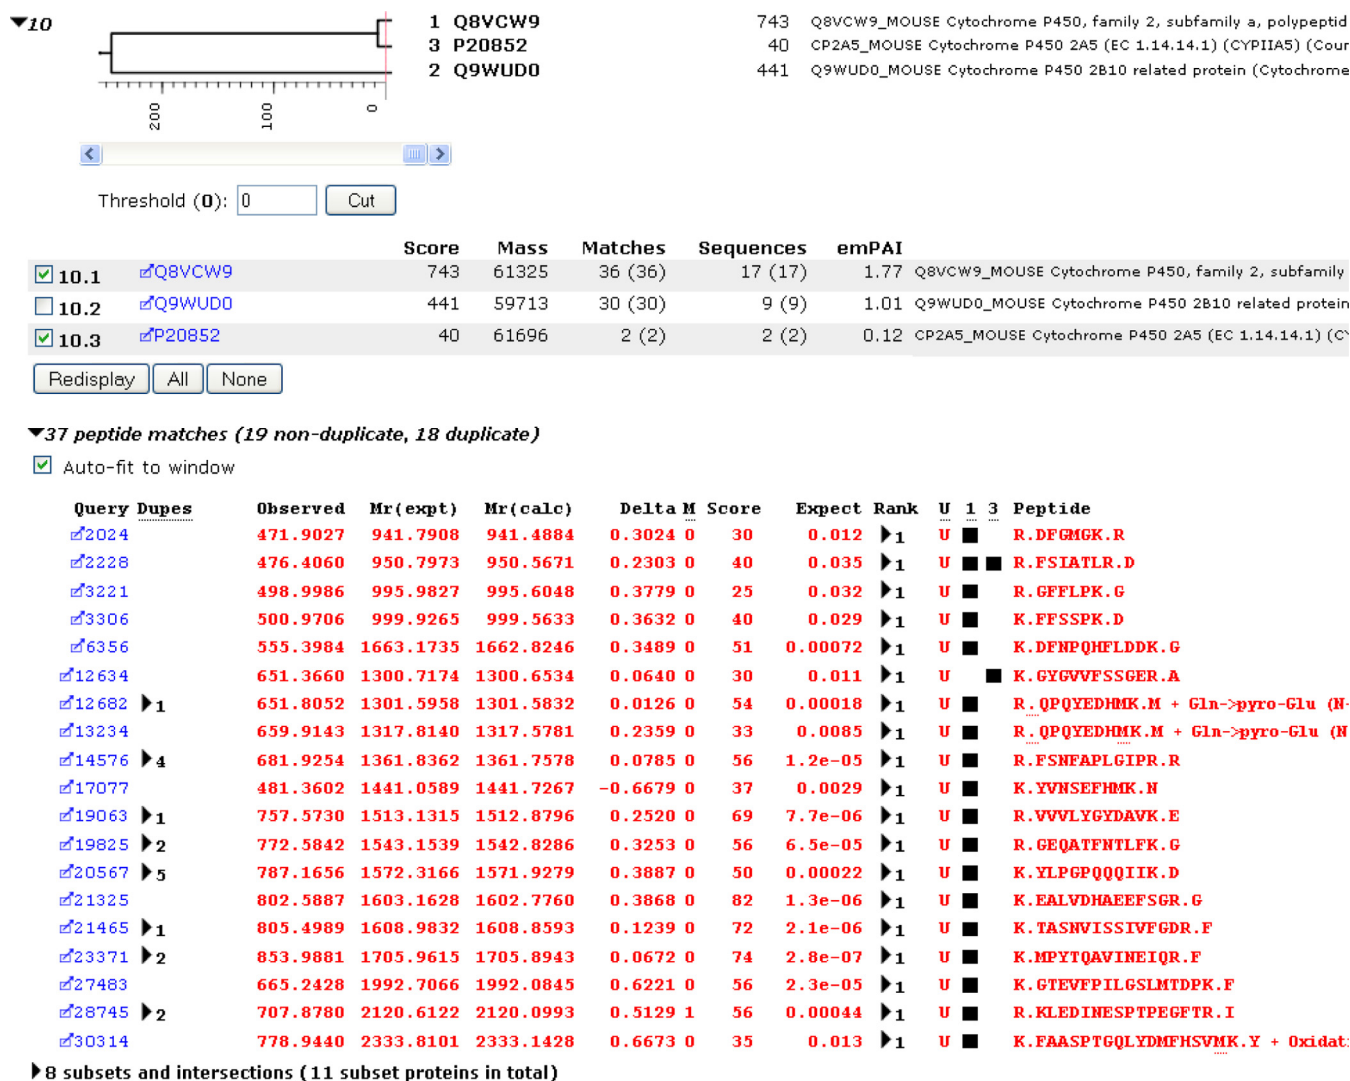 ▼10
1 Q8VCW9 743 Q8VCW9_MOUSE Cytochrome P450, family 2, subfamily a, polypeptid
3 P20852 40 CP2A5_MOUSE Cytochrome P450 2A5 (EC 1.14.14.1) (CYPIIA5) (Cour
2 Q9WUD0 441 Q9WUD0_MOUSE Cytochrome P450 2B10 related protein (Cytochrome
200 100 0
Threshold (0): 0 Cut
Score Mass Matches Sequences emPAI
10.1 Q8VCW9 743 61325 36 (36) 17 (17) 1.77 Q8VCW9_MOUSE Cytochrome P450, family 2, subfamily
10.2 Q9WUD0 441 59713 30 (30) 9 (9) 1.01 Q9WUD0_MOUSE Cytochrome P450 2B10 related protein
10.3 P20852 40 61696 2 (2) 2 (2) 0.12 CP2A5_MOUSE Cytochrome P450 2A5 (EC 1.14.14.1) (CY
Redisplay All None
▼37 peptide matches (19 non-duplicate, 18 duplicate)
Auto-fit to window
Query Dupes Observed Mr(expt) Mr(calc) Delta M Score Expect Rank U 1 3 Peptide
2024 471.9027 941.7908 941.4884 0.3024 0 30 0.012 ▶1 U ■ R.DFGMGK.R
2228 476.4060 950.7973 950.5671 0.2303 0 40 0.035 ▶1 U ■ ■ R.FSIATLR.D
3221 498.9986 995.9827 995.6048 0.3779 0 25 0.032 ▶1 U ■ R.GFFLPK.G
3306 500.9706 999.9265 999.5633 0.3632 0 40 0.029 ▶1 U ■ K.FFSSPK.D
6356 555.3984 1663.1735 1662.8246 0.3489 0 51 0.00072 ▶1 U ■ K.DFNPQHFLDDK.G
12634 651.3660 1300.7174 1300.6534 0.0640 0 30 0.011 ▶1 U ■ K.GYGVVFSSGER.A
12682 ▶1 651.8052 1301.5958 1301.5832 0.0126 0 54 0.00018 ▶1 U ■ R.QPQYEDHMK.M + Gln->pyro-Glu (N-
13234 659.9143 1317.8140 1317.5781 0.2359 0 33 0.0085 ▶1 U ■ R.QPQYEDHMK.M + Gln->pyro-Glu (N
14576 ▶4 681.9254 1361.8362 1361.7578 0.0785 0 56 1.2e-05 ▶1 U ■ R.FSNFAPLGIPR.R
17077 481.3602 1441.0589 1441.7267 -0.6679 0 37 0.0029 ▶1 U ■ K.YVNSEFHMK.N
19063 ▶1 757.5730 1513.1315 1512.8796 0.2520 0 69 7.7e-06 ▶1 U ■ R.VVVLYGYDAVK.E
19825 ▶2 772.5842 1543.1539 1542.8286 0.3253 0 56 6.5e-05 ▶1 U ■ R.GEQATFNTLFK.G
20567 ▶5 787.1656 1572.3166 1571.9279 0.3887 0 50 0.00022 ▶1 U ■ K.YLPGPQQQIIK.D
21325 802.5887 1603.1628 1602.7760 0.3868 0 82 1.3e-06 ▶1 U ■ K.EALVDHAEEFSGR.G
21465 ▶1 805.4989 1608.9832 1608.8593 0.1239 0 72 2.1e-06 ▶1 U ■ K.TASNVISSIVFGDR.F
23371 ▶2 853.9881 1705.9615 1705.8943 0.0672 0 74 2.8e-07 ▶1 U ■ K.MPYTQAVINEIQR.F
27483 665.2428 1992.7066 1992.0845 0.6221 0 56 2.3e-05 ▶1 U ■ K.GTEVFPILGSLMTDPK.F
28745 ▶2 707.8780 2120.6122 2120.0993 0.5129 1 56 0.00044 ▶1 U ■ R.KLEDINESPTPEGFTR.I
30314 778.9440 2333.8101 2333.1428 0.6673 0 35 0.013 ▶1 U ■ K.FAASPTGQLYDMFHSVMK.Y + Oxidat
▶8 subsets and intersections (11 subset proteins in total)